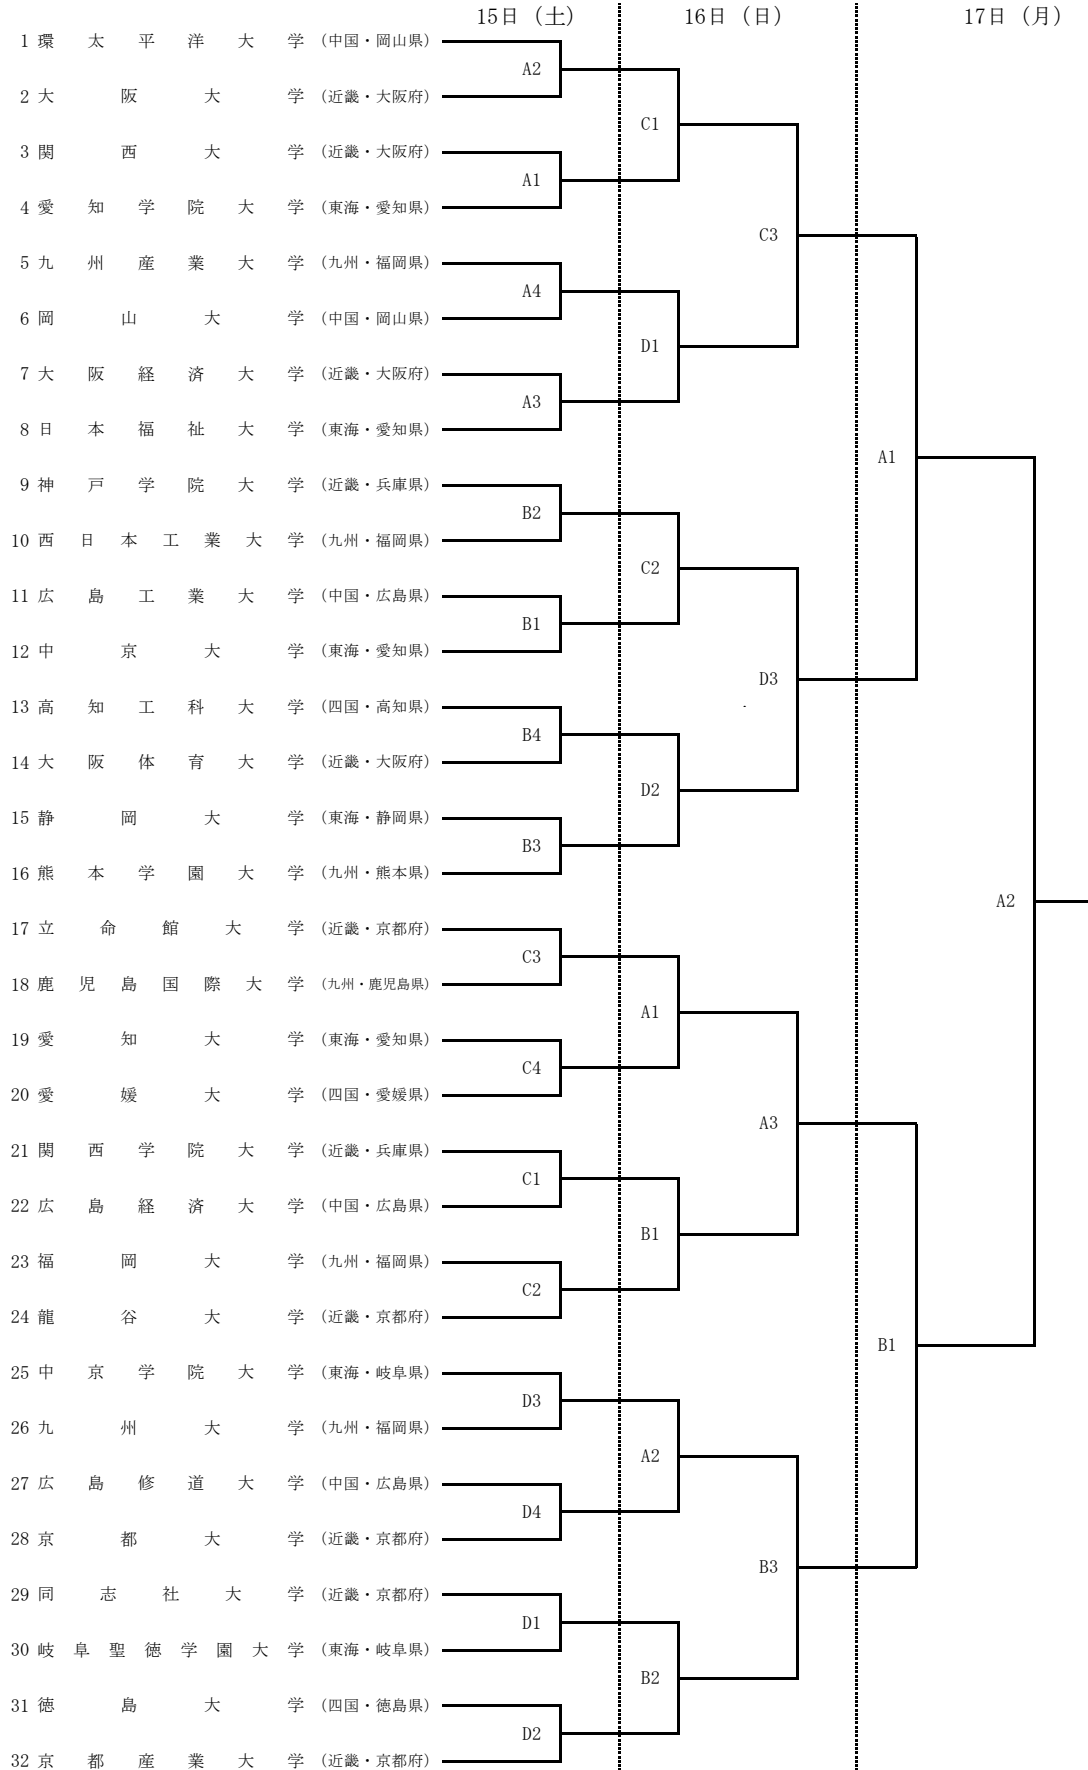 15日（土） 16日（日） 17日（月）
1 環太平洋大学 (中国・岡山県)
A2
2 大阪大学 (近畿・大阪府)
C1
3 関西大学 (近畿・大阪府)
A1
4 愛知学院大学 (東海・愛知県)
C3
5 九州産業大学 (九州・福岡県)
A4
6 岡山大学 (中国・岡山県)
D1
7 大阪経済大学 (近畿・大阪府)
A3
8 日本福祉大学 (東海・愛知県)
A1
9 神戸学院大学 (近畿・兵庫県)
B2
10 西日本工業大学 (九州・福岡県)
C2
11 広島工業大学 (中国・広島県)
B1
12 中京大学 (東海・愛知県)
D3
13 高知工科大学 (四国・高知県)
B4
14 大阪体育大学 (近畿・大阪府)
D2
15 静岡大学 (東海・静岡県)
B3
16 熊本学園大学 (九州・熊本県)
A2
17 立命館大学 (近畿・京都府)
C3
18 鹿児島国際大学 (九州・鹿児島県)
A1
19 愛知大学 (東海・愛知県)
C4
20 愛媛大学 (四国・愛媛県)
A3
21 関西学院大学 (近畿・兵庫県)
C1
22 広島経済大学 (中国・広島県)
B1
23 福岡大学 (九州・福岡県)
C2
24 龍谷大学 (近畿・京都府)
B1
25 中京学院大学 (東海・岐阜県)
D3
26 九州大学 (九州・福岡県)
A2
27 広島修道大学 (中国・広島県)
D4
28 京都大学 (近畿・京都府)
B3
29 同志社大学 (近畿・京都府)
D1
30 岐阜聖徳学園大学 (東海・岐阜県)
B2
31 徳島大学 (四国・徳島県)
D2
32 京都産業大学 (近畿・京都府)